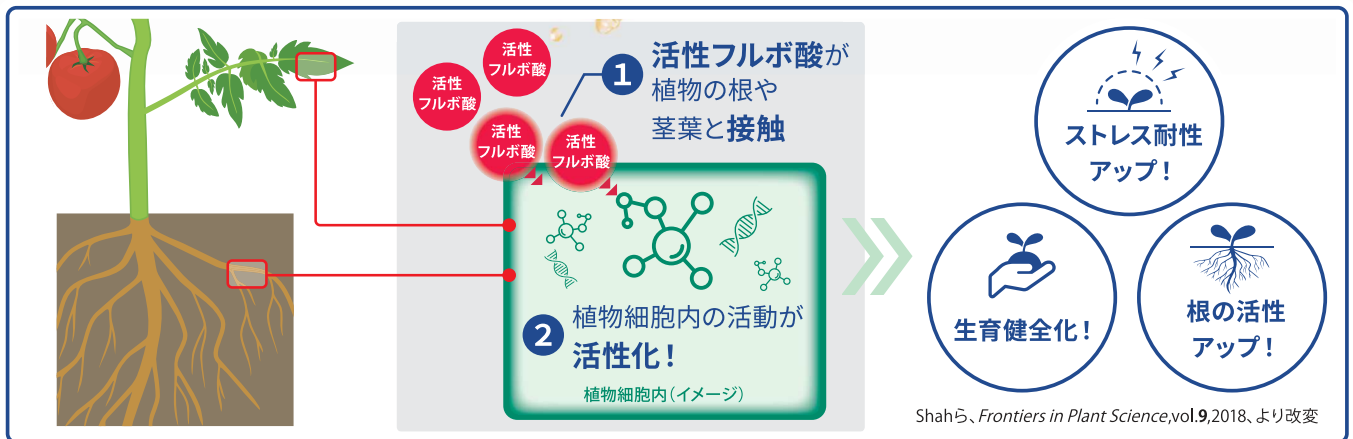 活性
フルボ酸
活性
フルボ酸
活性
フルボ酸
活性
フルボ酸
1 活性フルボ酸が
植物の根や
茎葉と接触
2 植物細胞内の活動が
活性化！
植物細胞内（イメージ）
ストレス耐性
アップ！
生育健全化！
根の活性
アップ！
Shahら、Frontiers in Plant Science,vol.9,2018、より改変